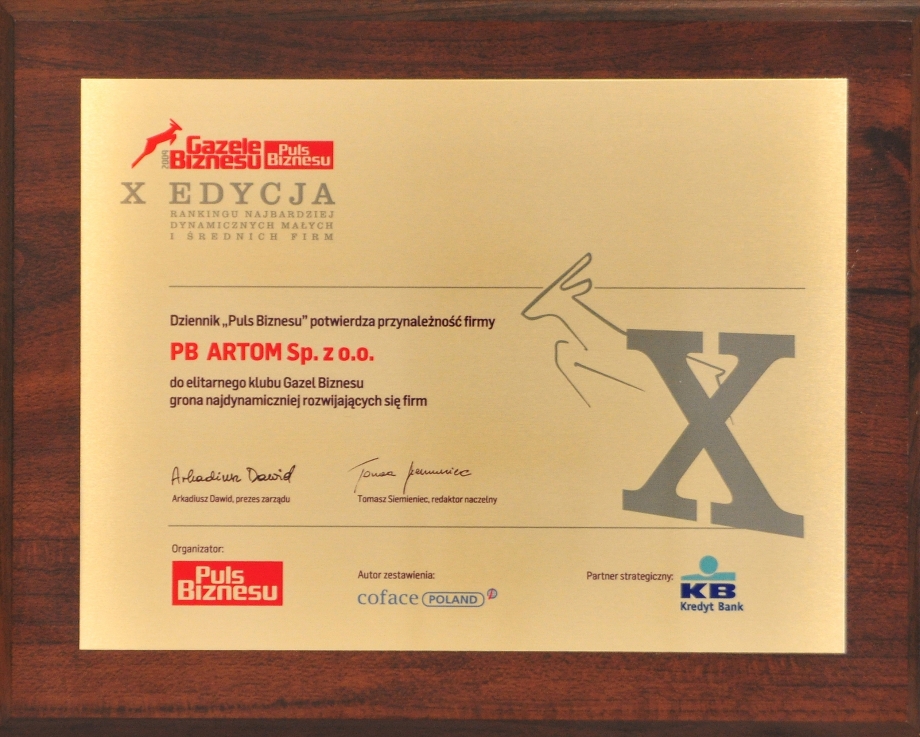 2009
Gazele
Biznesu
Puls
Biznesu
X EDYCJA
RANKINGU NAJBARDZIEJ
DYNAMICZNYCH MAŁYCH
I ŚREDNICH FIRM
Dziennik „Puls Biznesu” potwierdza przynależność firmy
PB ARTOM Sp. z o.o.
do elitarnego klubu Gazel Biznesu
grona najdynamiczniej rozwijających się firm
X
Arkadiusz Dawid
Arkadiusz Dawid, prezes zarządu
Tomasz Siemieniec, redaktor naczelny
Organizator:
Puls
Biznesu
Autor zestawienia:
coface POLAND
Partner strategiczny:
KB
Kredyt Bank